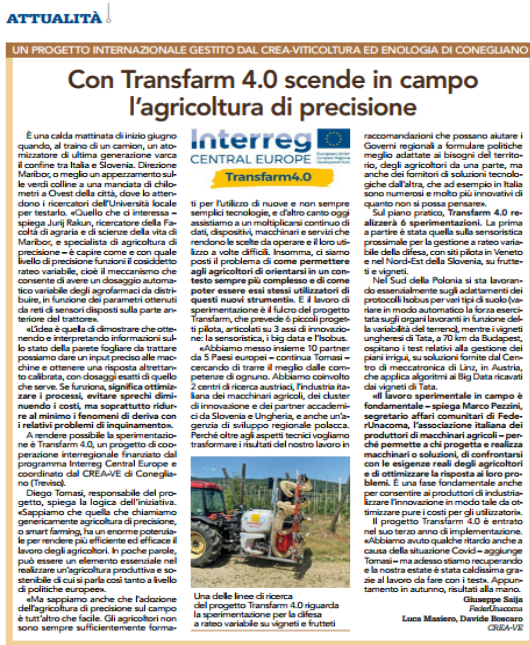 ATTUALITÀ
UN PROGETTO INTERNAZIONALE GESTITO DAL CREA-VITICOLTURA ED ENOLOGIA DI CONEGLIANO
Con Transfarm 4.0 scende in campo
l'agricoltura di precisione
È una calda mattinata di inizio giugno
quando, al traino di un camion, un ato-
mizzatore di ultima generazione varca
il confine tra Italia e Slovenia. Direzione
Maribor, o meglio un appezzamento sul-
le verdi colline a una manciata di chilo-
metri a Ovest della città, dove lo attendo-
no i ricercatori dell'Università locale
per testarlo. «Quello che ci interessa –
spiega Jurij Rakun, ricercatore della Fa-
coltà di agraria e di scienze della vita di
Maribor, e specialista di agricoltura di
precisione – è capire come e con quale
livello di precisione funzioni il cosiddetto
rateo variabile, cioè il meccanismo che
consente di avere un dosaggio automa-
tico variabile degli agrofarmaci da distri-
buire, in funzione dei parametri ottenuti
da reti di sensori disposti sulla parte an-
teriore del trattore».
«L'idea è quella di dimostrare che otte-
nendo e interpretando informazioni sul-
lo stato della parete fogliare da trattare
possiamo dare un input preciso alle mac-
chine e ottenere una risposta altrettan-
to calibrata, con dosaggi esatti di quello
che serve. Se funziona, significa ottimizza-
re i processi, evitare sprechi dimi-
nuendo i costi, ma soprattutto ridur-
re al minimo i fenomeni di deriva con
i relativi problemi di inquinamento».
A rendere possibile la sperimentazio-
ne è Transfarm 4.0, un progetto di coo-
perazione interregionale finanziato dal
programma Interreg Central Europe e
coordinato dal CREA-VE di Coneglia-
no (Treviso).
Diego Tomasi, responsabile del pro-
getto, spiega la logica dell'iniziativa.
«Sappiamo che quella che chiamiamo
genericamente agricoltura di precisione,
o smart farming, ha un enorme potenzia-
le per rendere più efficiente ed efficace il
lavoro degli agricoltori. In poche parole,
può essere un elemento essenziale nel
realizzare un'agricoltura produttiva e so-
stenibile di cui si parla così tanto a livello
di politiche europee».
«Ma sappiamo anche che l'adozione
dell'agricoltura di precisione sul campo
è tutt'altro che facile. Gli agricoltori non
sono sempre sufficientemente forma-
Interreg
CENTRAL EUROPE
European Union
European Regional
Development Fund
Transfarm4.0
ti per l'utilizzo di nuove e non sempre
semplici tecnologie, e d'altro canto oggi
assistiamo a un moltiplicarsi continuo di
dati, dispositivi, macchinari e servizi che
rendono le scelte da operare e il loro uti-
lizzo a volte difficili. Insomma, ci siamo
posti il problema di come permettere
agli agricoltori di orientarsi in un con-
testo sempre più complesso e di come
poter essere essi stessi utilizzatori di
questi nuovi strumenti». E il lavoro di
sperimentazione è il fulcro del progetto
Transfarm, che prevede 6 piccoli proget-
ti pilota, articolati su 3 assi di innovazio-
ne: la sensoristica, i big data e l'Isobus.
«Abbiamo messo insieme 10 partner
da 5 Paesi europei – continua Tomasi –
cercando di trarre il meglio dalle compe-
tenze di ognuno. Abbiamo coinvolto
2 centri di ricerca austriaci, l'industria ita-
liana dei macchinari agricoli, dei cluster
di innovazione e dei partner accademi-
ci da Slovenia e Ungheria, e anche un'a-
genzia di sviluppo regionale polacca.
Perché oltre agli aspetti tecnici vogliamo
trasformare i risultati del nostro lavoro in
Una delle linee di ricerca
del progetto Transfarm 4.0 riguarda
la sperimentazione per la difesa
a rateo variabile su vigneti e frutteti
raccomandazioni che possano aiutare i
Governi regionali a formulare politiche
meglio adattate ai bisogni del territo-
rio, degli agricoltori da una parte, ma
anche dei fornitori di soluzioni tecnolo-
giche dall'altra, che ad esempio in Italia
sono numerosi e molto più innovativi di
quanto non si possa pensare».
Sul piano pratico, Transfarm 4.0 re-
alizzerà 6 sperimentazioni. La prima
a partire è stata quella sulla sensoristica
prossimale per la gestione a rateo varia-
bile della difesa, con siti pilota in Veneto
e nel Nord-Est della Slovenia, su frutte-
ti e vigneti.
Nel Sud della Polonia si sta lavoran-
do essenzialmente sugli adattamenti dei
protocolli Isobus per vari tipi di suolo (va-
riare in modo automatico la forza eserci-
tata sugli organi lavoranti in funzione del-
la variabilità del terreno), mentre i vigneti
ungheresi di Tata, a 70 km da Budapest,
ospitano i test relativi alla gestione dei
piani irrigui, su soluzioni fornite dal Cen-
tro di meccatronica di Linz, in Austria,
che applica algoritmi ai Big Data ricavati
dai vigneti di Tata.
«Il lavoro sperimentale in campo è
fondamentale – spiega Marco Pezzini,
segretario affari comunitari di Feder-
Unacoma, l'associazione italiana dei
produttori di macchinari agricoli – per-
ché permette a chi progetta e realizza
macchinari o soluzioni, di confrontarsi
con le esigenze reali degli agricoltori
e di ottimizzare la risposta ai loro pro-
blemi. È una fase fondamentale anche
per consentire ai produttori di industria-
lizzare l'innovazione in modo tale da ot-
timizzare pure i costi per gli utilizzatori».
Il progetto Transfarm 4.0 è entrato
nel suo terzo anno di implementazione.
«Abbiamo avuto qualche ritardo anche a
causa della situazione Covid – aggiunge
Tomasi – ma adesso stiamo recuperando
e la nostra estate è stata caldissima gra-
zie al lavoro da fare con i test». Appun-
tamento in autunno, risultati alla mano.
Giuseppe Saija
FederUnacoma
Luca Masiero, Davide Boscaro
CREA-VE